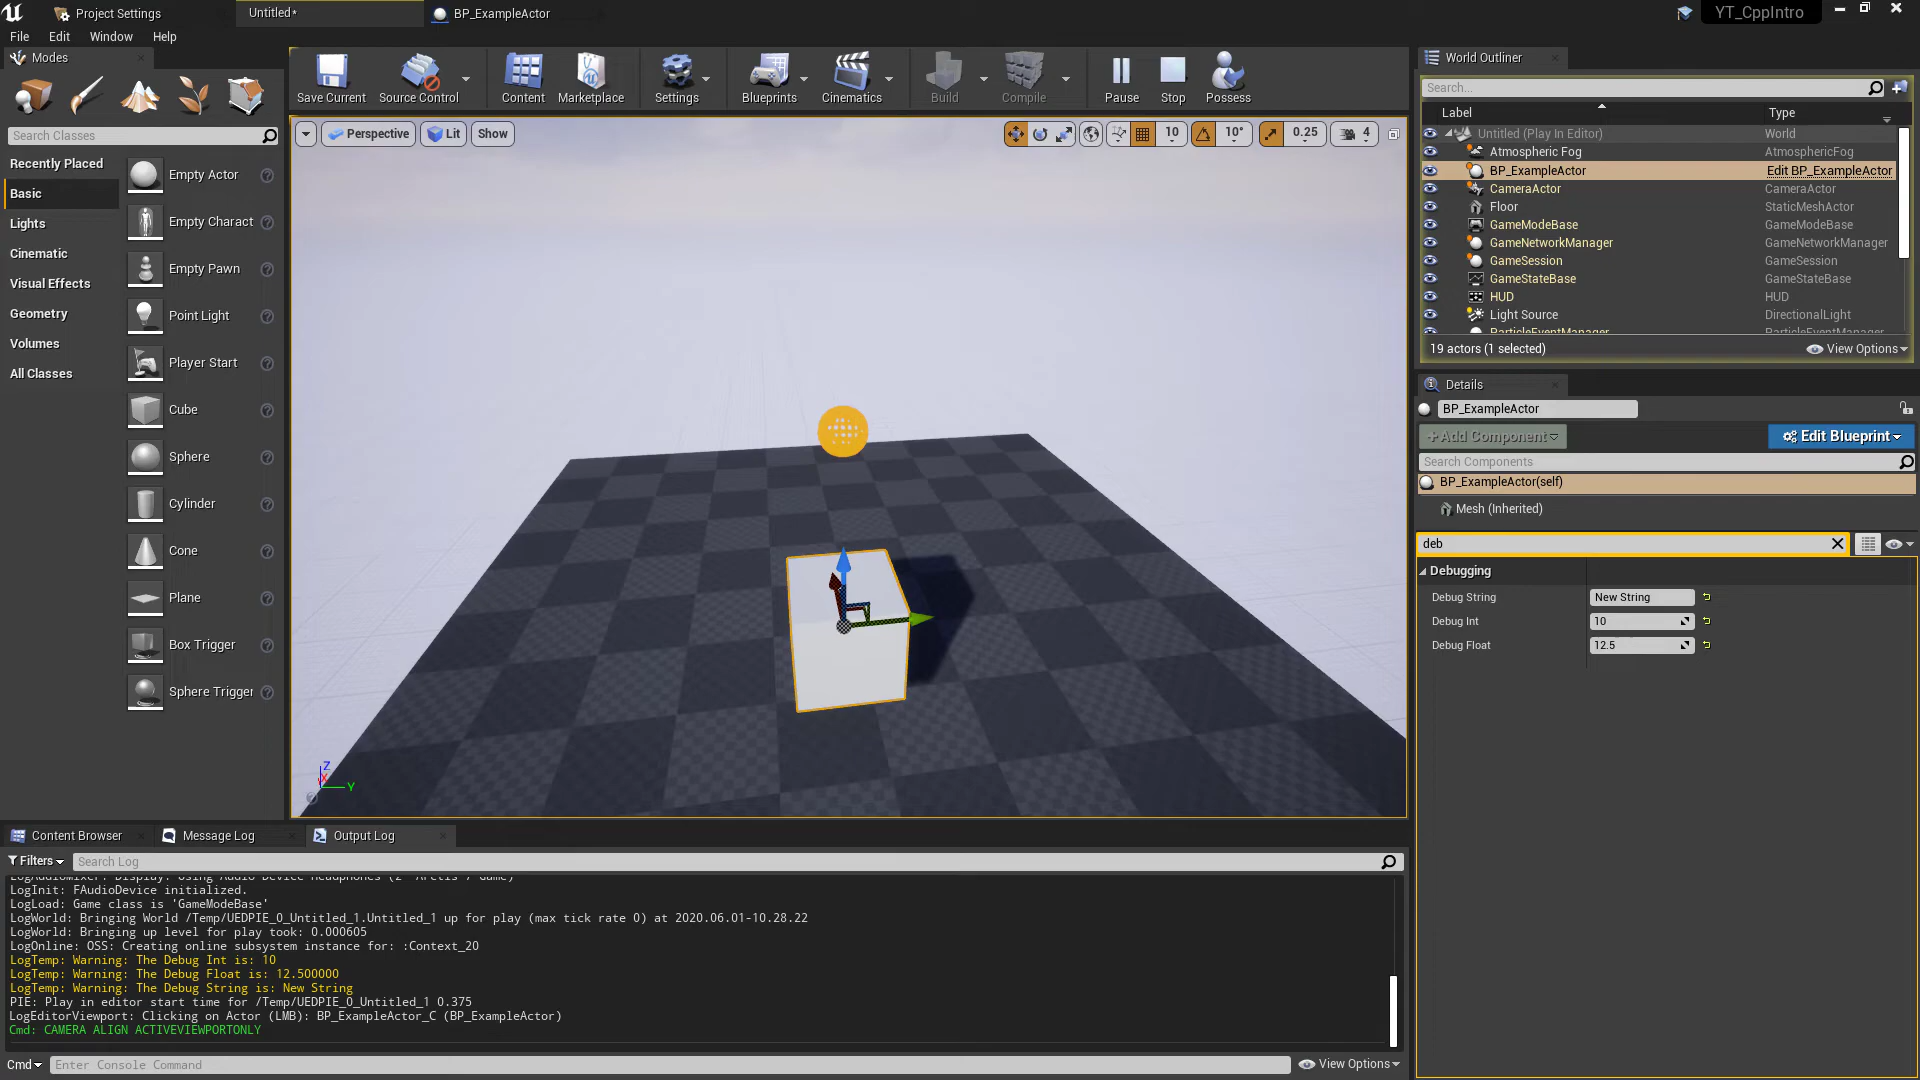 Project Settings
Untitled*
BP_ExampleActor
YT_CppIntro
File
Edit
Window
Help
Modes
Search Classes
Recently Placed
Basic
Lights
Cinematic
Visual Effects
Geometry
Volumes
All Classes
Empty Actor
Empty Charact
Empty Pawn
Point Light
Player Start
Cube
Sphere
Cylinder
Cone
Plane
Box Trigger
Sphere Trigger
Save Current
Source Control
Content
Marketplace
Settings
Blueprints
Cinematics
Build
Compile
Pause
Stop
Possess
Perspective
Lit
Show
10
10°
0.25
4
Z
X
Y
World Outliner
Search...
Label
Type
Untitled (Play In Editor)
World
Atmospheric Fog
AtmosphericFog
BP_ExampleActor
Edit BP_ExampleActor
CameraActor
CameraActor
Floor
StaticMeshActor
GameModeBase
GameModeBase
GameNetworkManager
GameNetworkManager
GameSession
GameSession
GameStateBase
GameStateBase
HUD
HUD
Light Source
DirectionalLight
ParticleEventManager
ParticleEventManager
19 actors (1 selected)
View Options
Details
BP_ExampleActor
+Add Component
Edit Blueprint
Search Components
BP_ExampleActor(self)
Mesh (Inherited)
deb
Debugging
Debug String
New String
Debug Int
10
Debug Float
12.5
Content Browser
Message Log
Output Log
Filters
Search Log
LogAudioMixer: Display: Using Audio Device Headphones (2- Arctis 7 Game)
LogInit: FAudioDevice initialized.
LogLoad: Game class is 'GameModeBase'
LogWorld: Bringing World /Temp/UEDPIE_0_Untitled_1.Untitled_1 up for play (max tick rate 0) at 2020.06.01-10.28.22
LogWorld: Bringing up level for play took: 0.000605
LogOnline: OSS: Creating online subsystem instance for: :Context_20
LogTemp: Warning: The Debug Int is: 10
LogTemp: Warning: The Debug Float is: 12.500000
LogTemp: Warning: The Debug String is: New String
PIE: Play in editor start time for /Temp/UEDPIE_0_Untitled_1 0.375
LogEditorViewport: Clicking on Actor (LMB): BP_ExampleActor_C (BP_ExampleActor)
Cmd: CAMERA ALIGN ACTIVEVIEWPORTONLY
Cmd
Enter Console Command
View Options